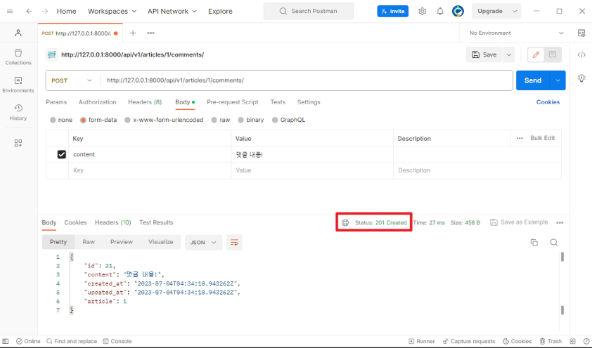 Home Workspaces API Network Explore Search Postman Invite Upgrade
POST http://127.0.0.1:8000/a No Environment
http://127.0.0.1:8000/api/v1/articles/1/comments/ Save
POST http://127.0.0.1:8000/api/v1/articles/1/comments/ Send
Params Authorization Headers (8) Body Pre-request Script Tests Settings Cookies
none form-data x-www-form-urlencoded raw binary GraphQL
Key Value Description Bulk Edit
content 댓글 내용!
Key Value Description
Body Cookies Headers (10) Test Results Status: 201 Created Time: 27 ms Size: 458 B Save as Example
Pretty Raw Preview Visualize JSON
1 {
2 "id": 21,
3 "content": "댓글 내용!",
4 "created_at": "2023-07-04T04:34:19.943262Z",
5 "updated_at": "2023-07-04T04:34:19.943262Z",
6 "article": 1
7 }
Collections
Environments
History
Online Find and replace Console Runner Capture requests Cookies Trash